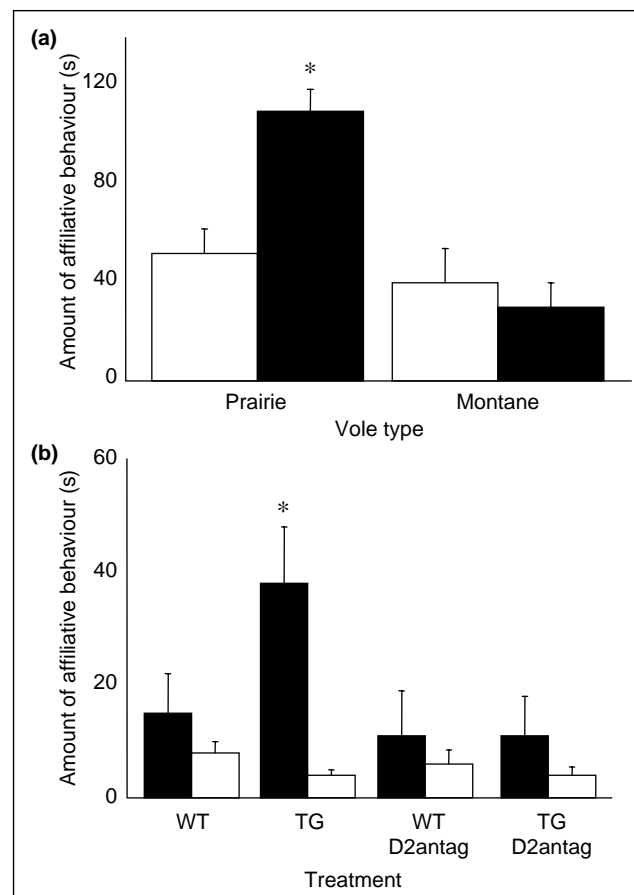 (a)
Amount of affiliative behaviour (s)
120
80
40
0
*
Prairie Montane
Vole type
(b)
Amount of affiliative behaviour (s)
60
40
20
0
*
WT TG WT TG
D2antag D2antag
Treatment